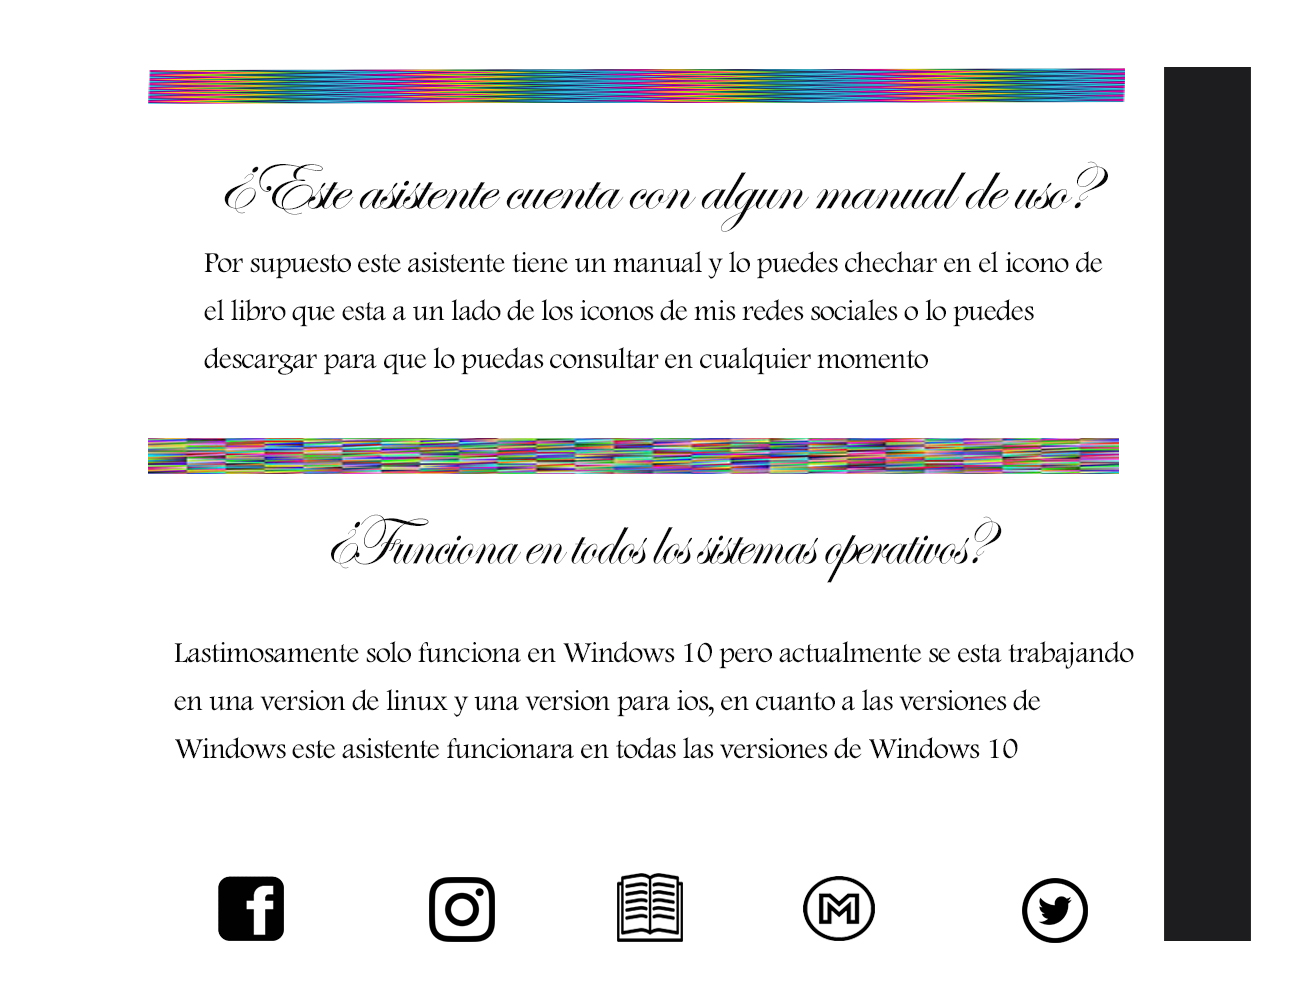 ¿Este asistente cuenta con algun manual de uso?
Por supuesto este asistente tiene un manual y lo puedes chechar en el icono de
el libro que esta a un lado de los iconos de mis redes sociales o lo puedes
descargar para que lo puedas consultar en cualquier momento
¿Funciona en todos los sistemas operativos?
Lastimosamente solo funciona en Windows 10 pero actualmente se esta trabajando
en una version de linux y una version para ios, en cuanto a las versiones de
Windows este asistente funcionara en todas las versiones de Windows 10